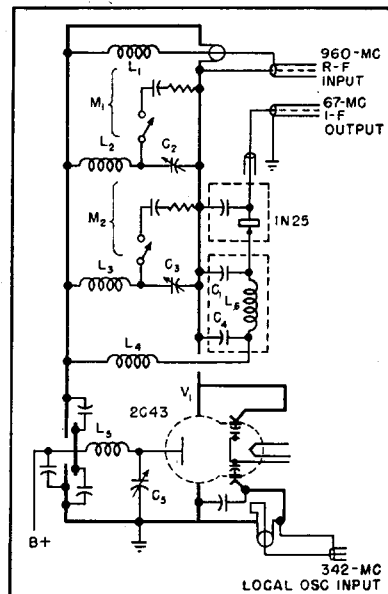 L1
960-MC
R-F
INPUT
M1
67-MC
I-F
OUTPUT
L2
C2
1N25
M2
L3
C3
C1
L6
C4
L4
V1
2C43
L5
C5
B+
342-MC
LOCAL OSC INPUT